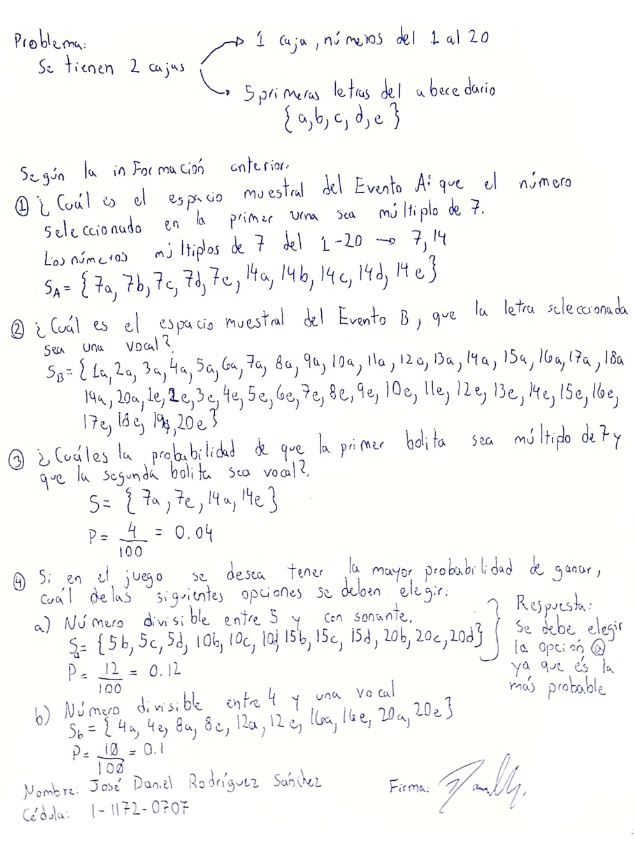 Problema:
Se tienen 2 cajas
1 caja, números del 1 al 20
5 primeras letras del abecedario
{a,b,c,d,e}
Según la información anterior.
① ¿Cuál es el espacio muestral del Evento A: que el número
seleccionado en la primer urna sea múltiplo de 7.
Los números múltiplos de 7 del 1-20 → 7,14
SA = {7a, 7b, 7c, 7d, 7e, 14a, 14b, 14c, 14d, 14e}
② ¿Cuál es el espacio muestral del Evento B, que la letra seleccionada
sea una vocal?.
SB = {1a, 2a, 3a, 4a, 5a, 6a, 7a, 8a, 9a, 10a, 11a, 12a, 13a, 14a, 15a, 16a, 17a, 18a
19a, 20a, 1e, 2e, 3e, 4e, 5e, 6e, 7e, 8e, 9e, 10e, 11e, 12e, 13e, 14e, 15e, 16e,
17e, 18e, 19e, 20e}
③ ¿Cuál es la probabilidad de que la primer bolita sea múltiplo de 7 y
que la segunda bolita sea vocal?.
S = {7a, 7e, 14a, 14e}
P = 4/100 = 0.04
④ Si en el juego se desea tener la mayor probabilidad de ganar,
cuál de las siguientes opciones se deben elegir:
a) Número divisible entre 5 y consonante.
Sa = {5b, 5c, 5d, 10b, 10c, 10d, 15b, 15c, 15d, 20b, 20c, 20d}
P = 12/100 = 0.12
Respuesta:
Se debe elegir
la opción ⓐ
ya que es la
más probable
b) Número divisible entre 4 y una vocal
Sb = {4a, 4e, 8a, 8e, 12a, 12e, 16a, 16e, 20a, 20e}
P = 10/100 = 0.1
Nombre: José Daniel Rodríguez Sánchez
Firma:
Cédula: 1-1172-0707